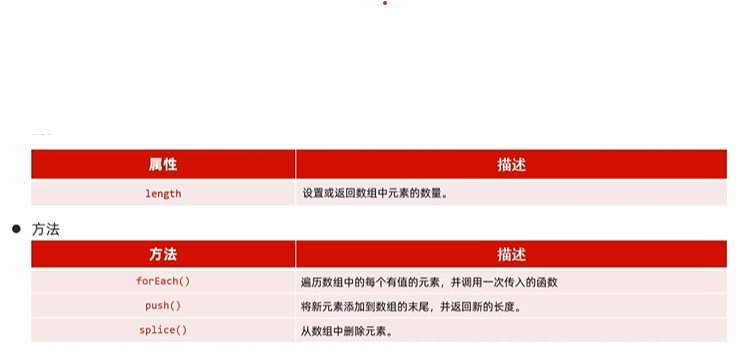 属性 描述
length 设置或返回数组中元素的数量。
● 方法
方法 描述
forEach() 遍历数组中的每个有值的元素，并调用一次传入的函数
push() 将新元素添加到数组的末尾，并返回新的长度。
splice() 从数组中删除元素。